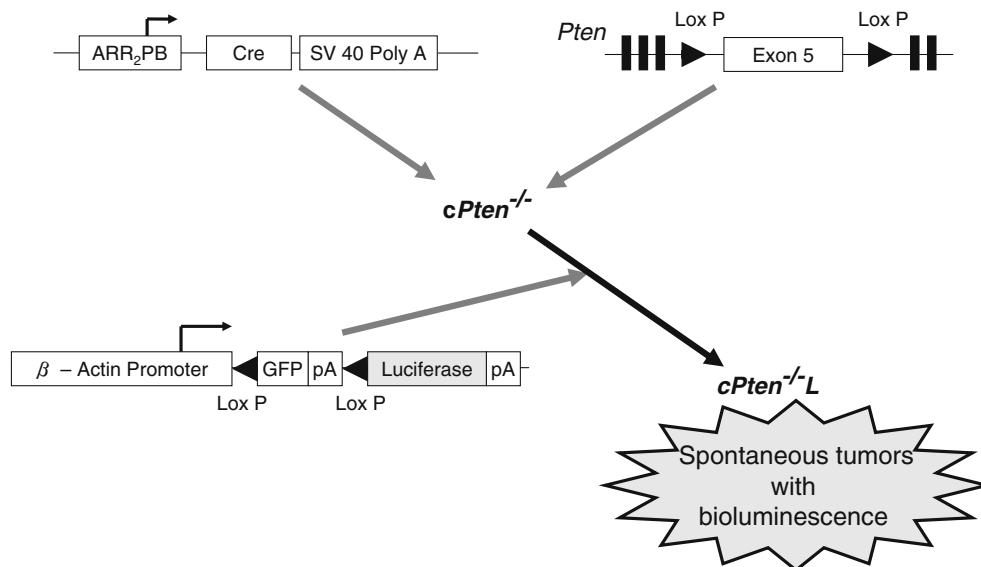 ARR₂PB
Cre
SV 40 Poly A
Pten
Lox P
Lox P
Exon 5
cPten-/-
β – Actin Promoter
GFP
pA
Luciferase
pA
Lox P
Lox P
cPten-/-L
Spontaneous tumors
with
bioluminescence